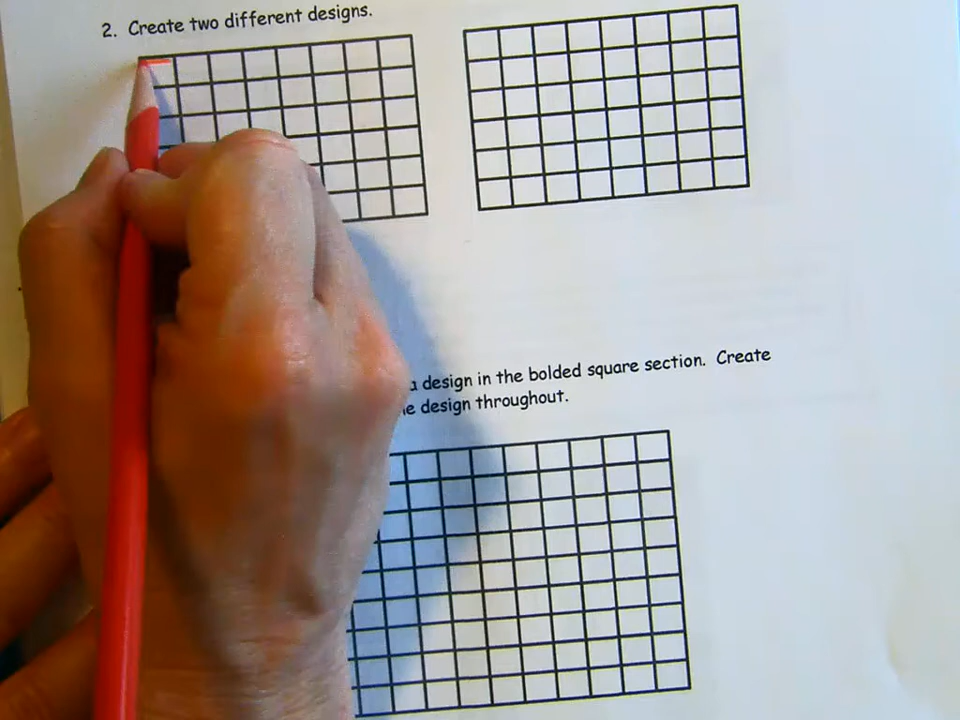 2. Create two different designs.
design in the bolded square section. Create
design throughout.